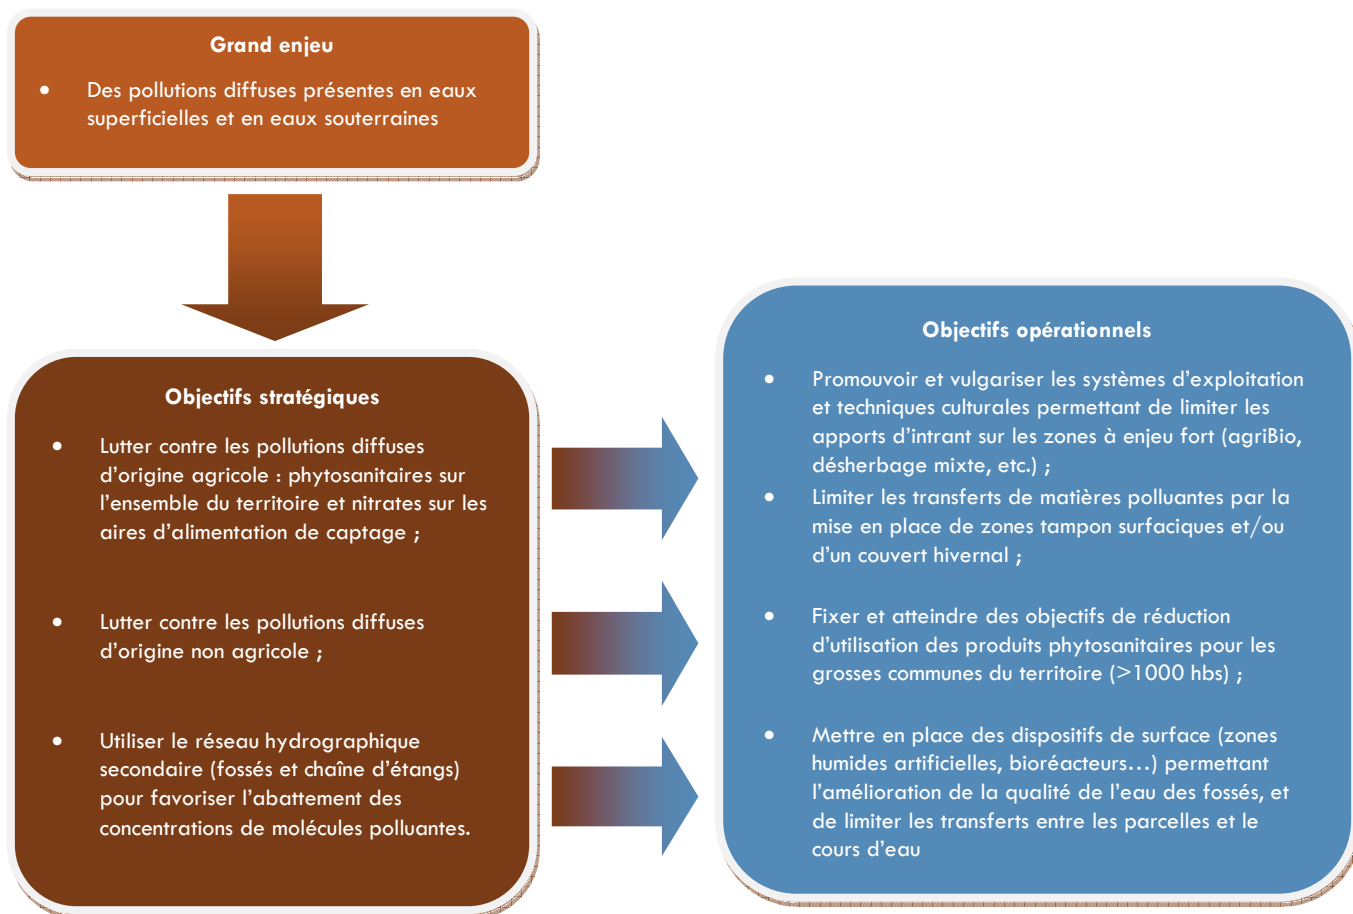 Grand enjeu
• Des pollutions diffuses présentes en eaux
superficielles et en eaux souterraines
Objectifs stratégiques
• Lutter contre les pollutions diffuses
d'origine agricole : phytosanitaires sur
l'ensemble du territoire et nitrates sur les
aires d'alimentation de captage ;
• Lutter contre les pollutions diffuses
d'origine non agricole ;
• Utiliser le réseau hydrographique
secondaire (fossés et chaîne d'étangs)
pour favoriser l'abattement des
concentrations de molécules polluantes.
Objectifs opérationnels
• Promouvoir et vulgariser les systèmes d'exploitation
et techniques culturales permettant de limiter les
apports d'intrant sur les zones à enjeu fort (agriBio,
désherbage mixte, etc.) ;
• Limiter les transferts de matières polluantes par la
mise en place de zones tampon surfaciques et/ou
d'un couvert hivernal ;
• Fixer et atteindre des objectifs de réduction
d'utilisation des produits phytosanitaires pour les
grosses communes du territoire (>1000 hbs) ;
• Mettre en place des dispositifs de surface (zones
humides artificielles, bioréacteurs…) permettant
l'amélioration de la qualité de l'eau des fossés, et
de limiter les transferts entre les parcelles et le
cours d'eau